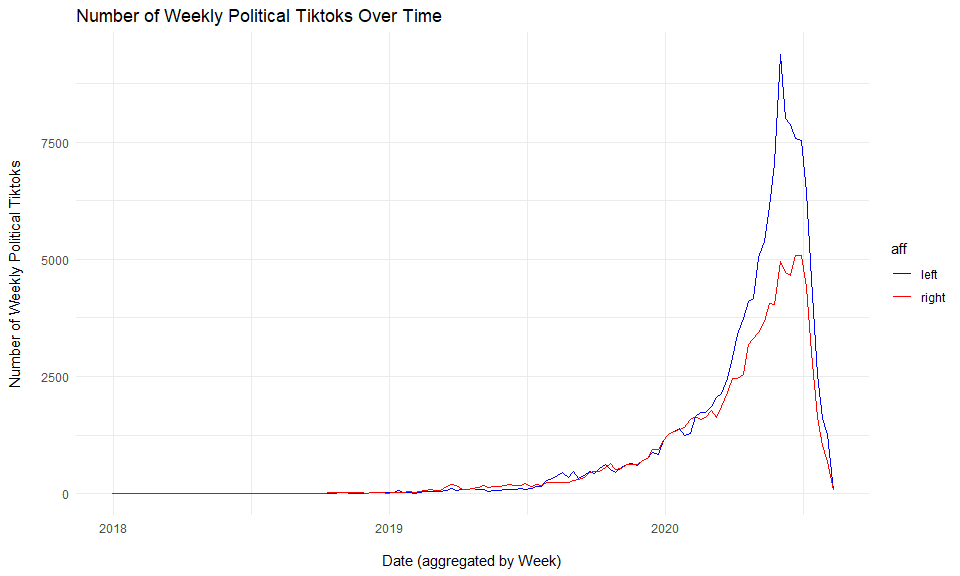 Number of Weekly Political Tiktoks Over Time
Number of Weekly Political Tiktoks
7500
5000
2500
0
2018
2019
2020
Date (aggregated by Week)
aff
left
right